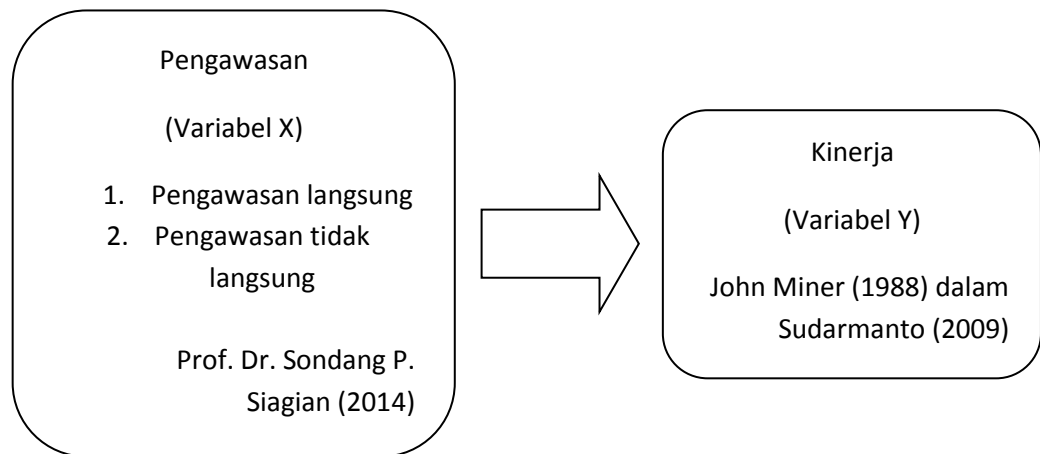 Pengawasan
(Variabel X)
1. Pengawasan langsung
2. Pengawasan tidak
langsung
Prof. Dr. Sondang P.
Siagian (2014)
Kinerja
(Variabel Y)
John Miner (1988) dalam
Sudarmanto (2009)